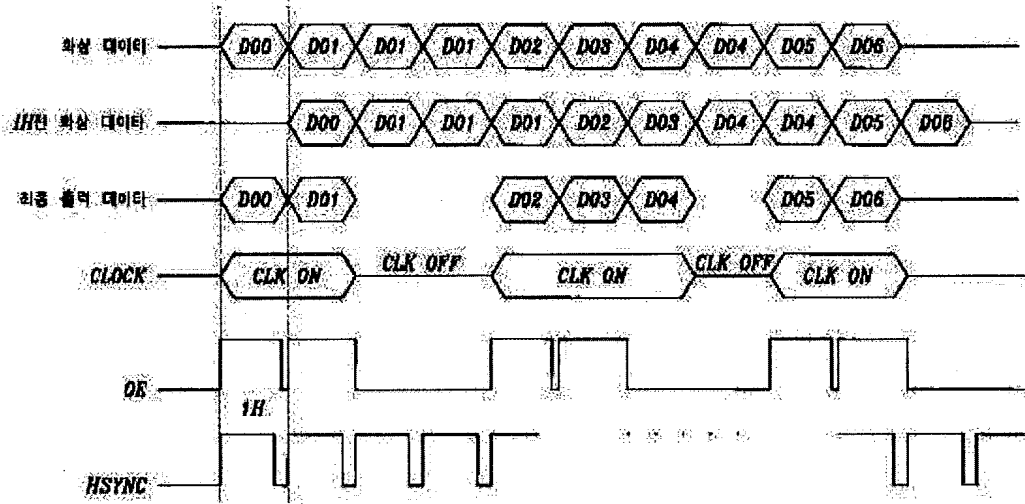 화상 데이터 D00 D01 D01 D01 D02 D03 D04 D04 D05 D06
1H전 화상 데이터 D00 D01 D01 D01 D02 D03 D04 D04 D05 D06
최종 출력 데이터 D00 D01 D02 D03 D04 D05 D06
CLOCK CLK ON CLK OFF CLK ON CLK OFF CLK ON
OE
1H
HSYNC